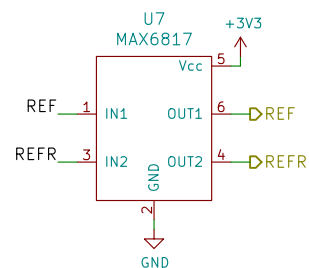 U7
MAX6817
+3V3
Vcc 5
REF 1 IN1 OUT1 6 REF
REFR 3 IN2 OUT2 4 REFR
GND
2
GND